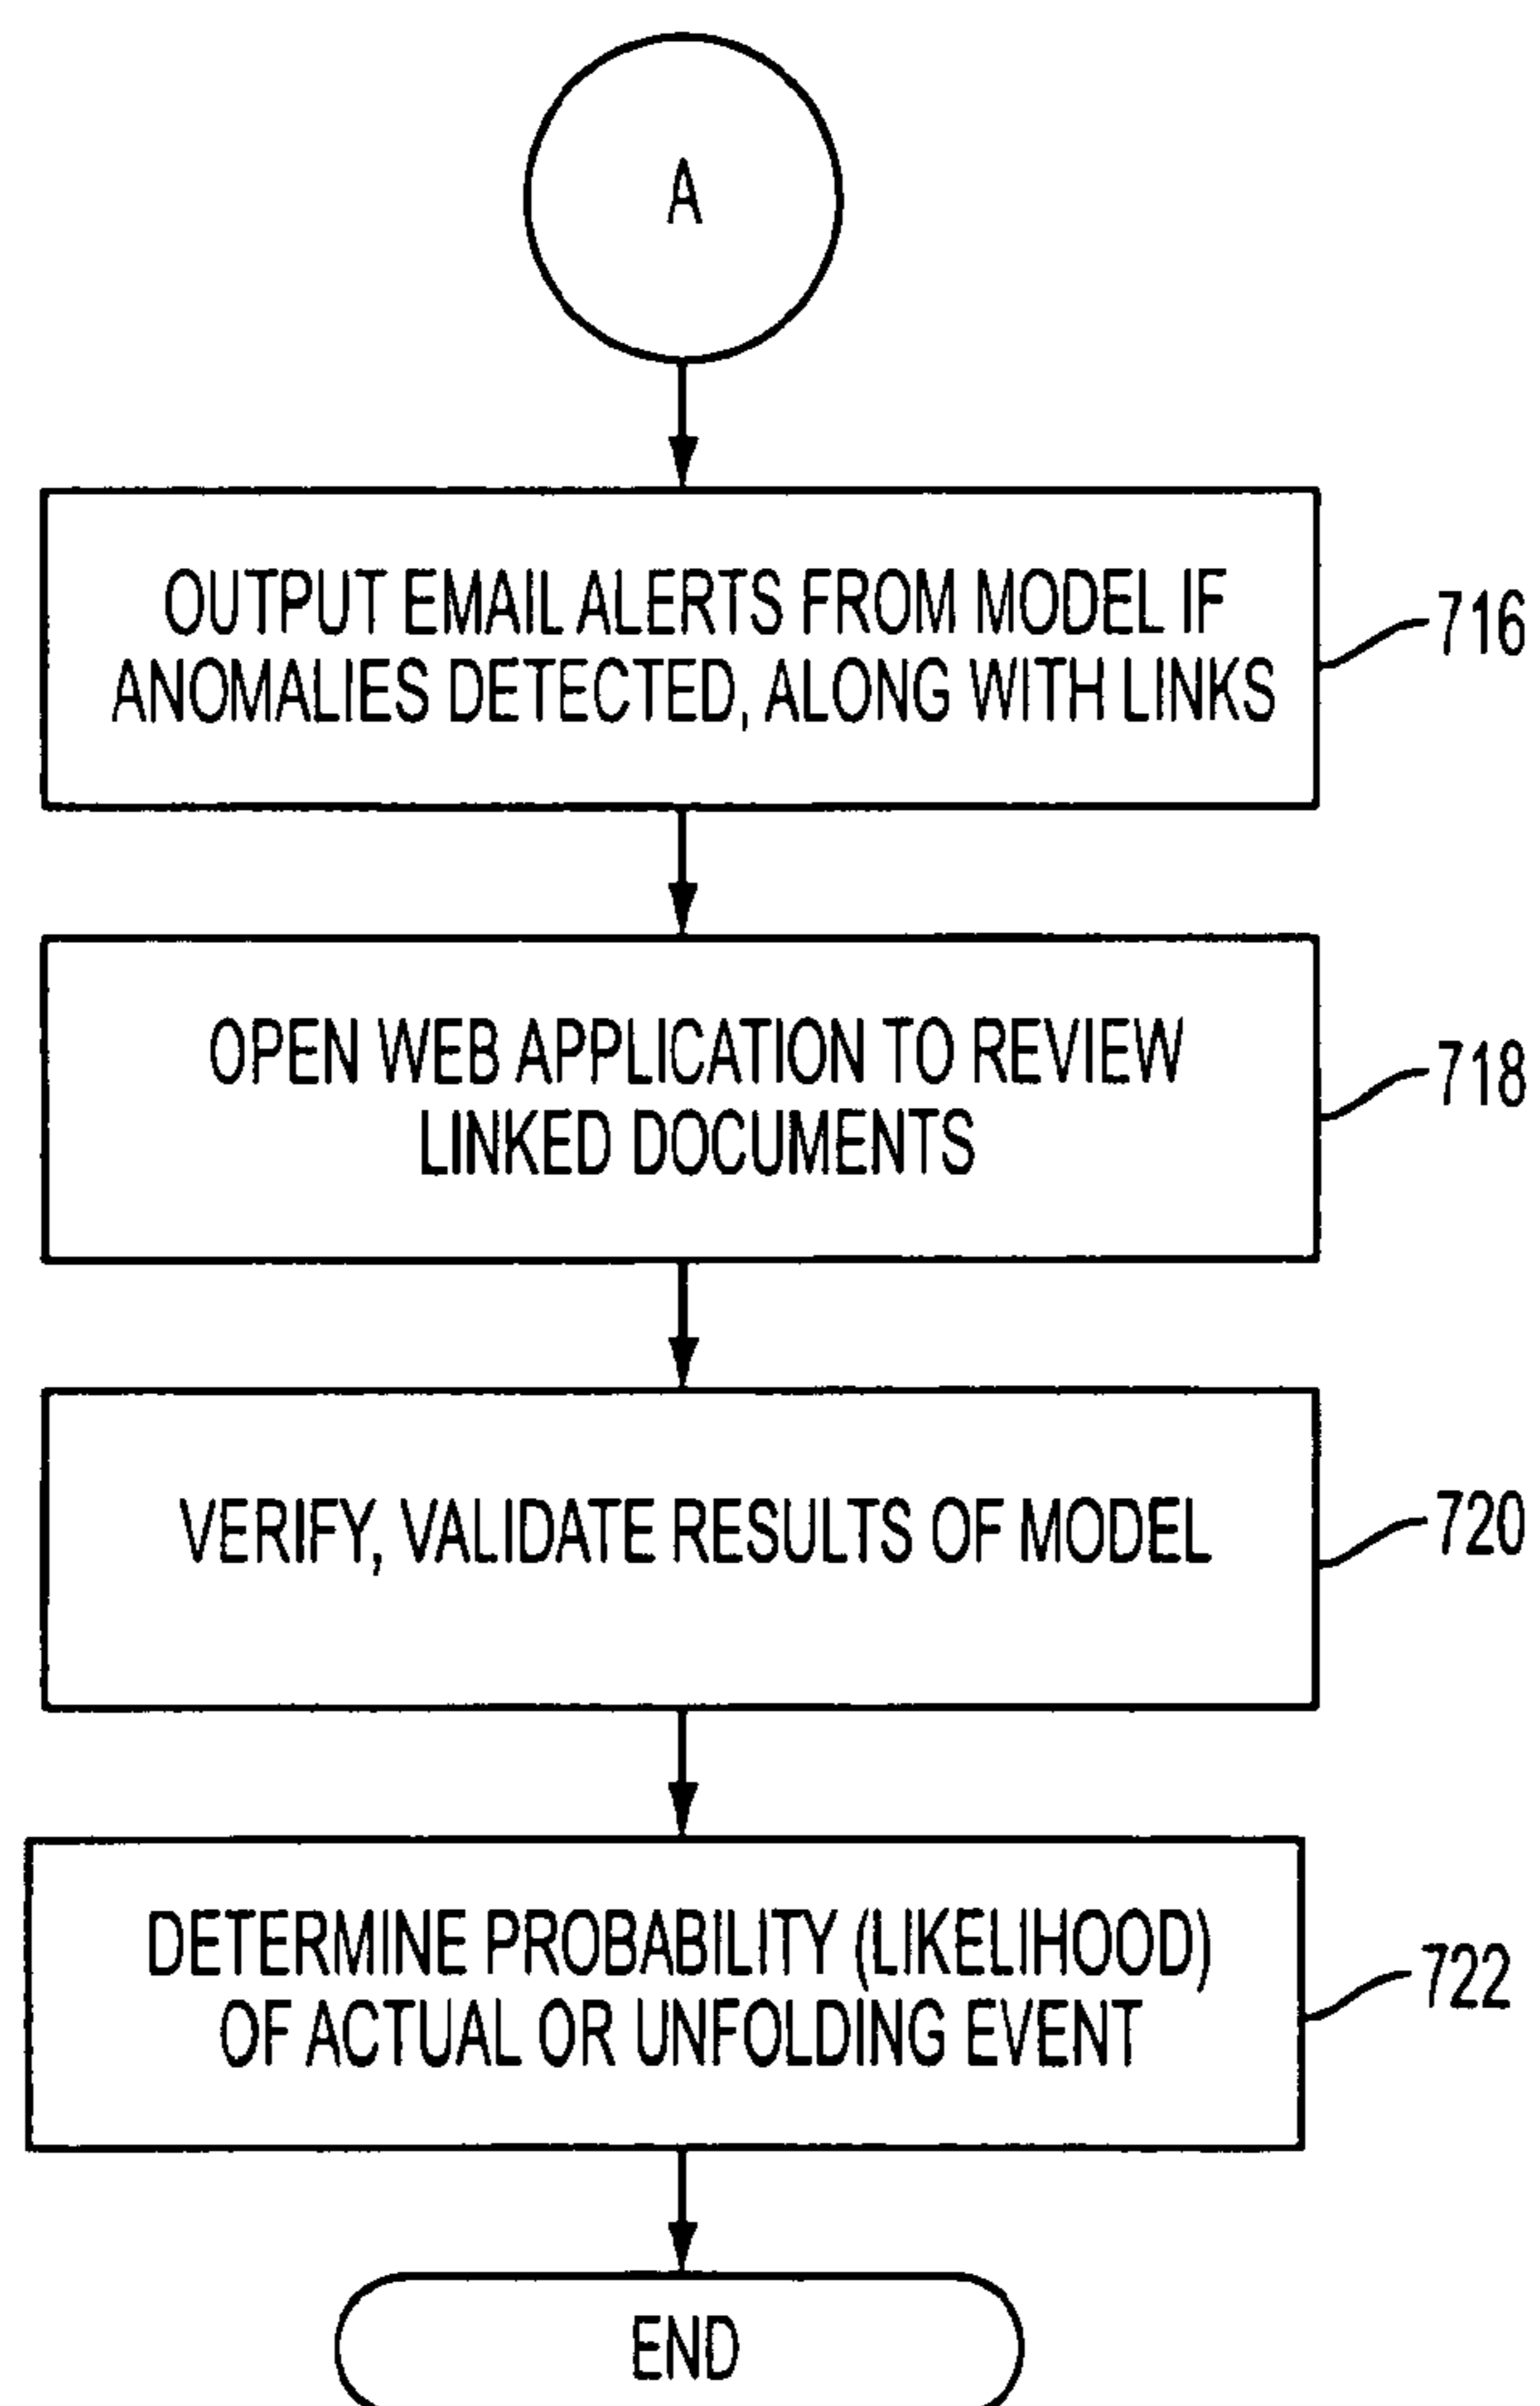 A
OUTPUT EMAIL ALERTS FROM MODEL IF
ANOMALIES DETECTED, ALONG WITH LINKS
716
OPEN WEB APPLICATION TO REVIEW
LINKED DOCUMENTS
718
VERIFY, VALIDATE RESULTS OF MODEL
720
DETERMINE PROBABILITY (LIKELIHOOD)
OF ACTUAL OR UNFOLDING EVENT
722
END